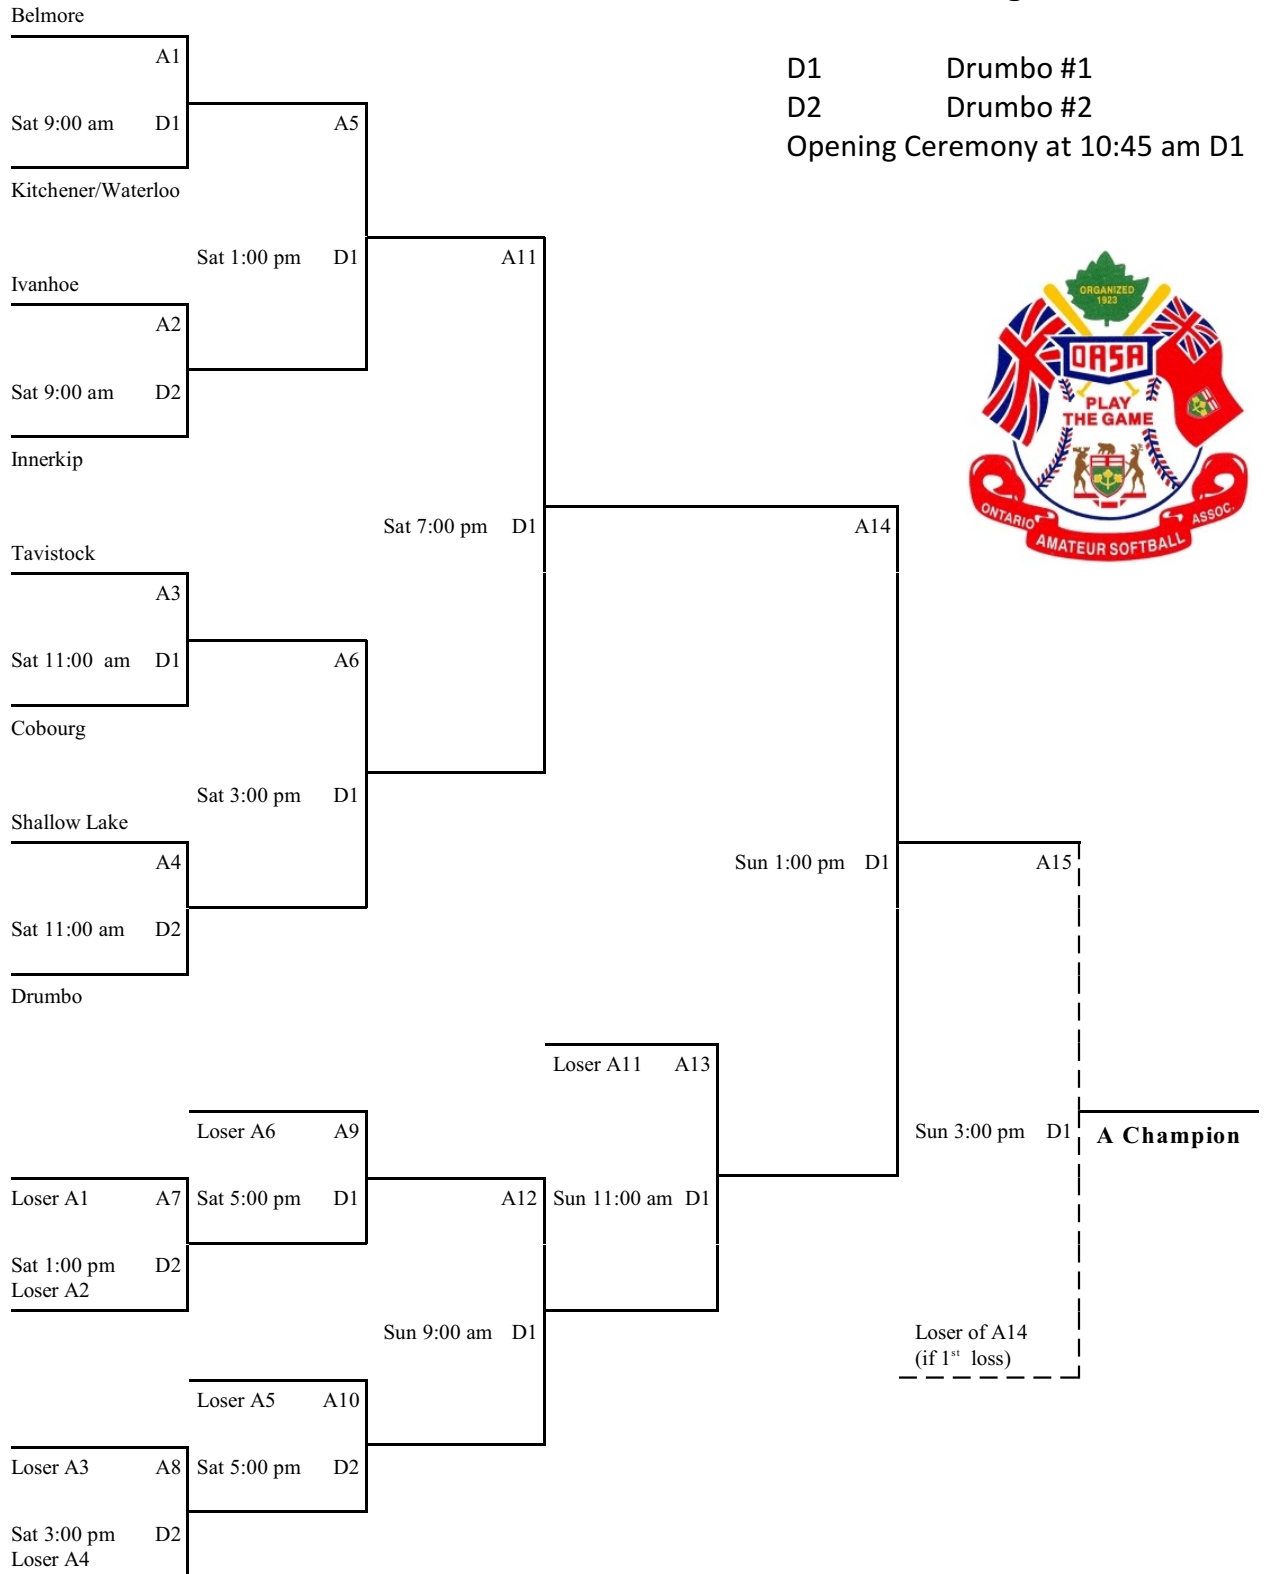 Belmore
A1
Sat 9:00 am D1
Kitchener/Waterloo
D1 Drumbo #1
D2 Drumbo #2
Opening Ceremony at 10:45 am D1
A5
Sat 1:00 pm D1
Ivanhoe
A2
Sat 9:00 am D2
Innerkip
A11
Sat 7:00 pm D1
ORGANIZED
1923
OASA
PLAY
THE GAME
ONTARIO AMATEUR SOFTBALL ASSOC.
Tavistock
A3
Sat 11:00 am D1
Cobourg
A6
Sat 3:00 pm D1
Shallow Lake
A4
Sat 11:00 am D2
Drumbo
A14
Sun 1:00 pm D1
A15
Sun 3:00 pm D1
A Champion
Loser of A14
(if 1st loss)
Loser A11 A13
Sun 11:00 am D1
Loser A6 A9
Sat 5:00 pm D1
Loser A1 A7
Sat 1:00 pm D2
Loser A2
A12
Sun 9:00 am D1
Loser A5 A10
Sat 5:00 pm D2
Loser A3 A8
Sat 3:00 pm D2
Loser A4